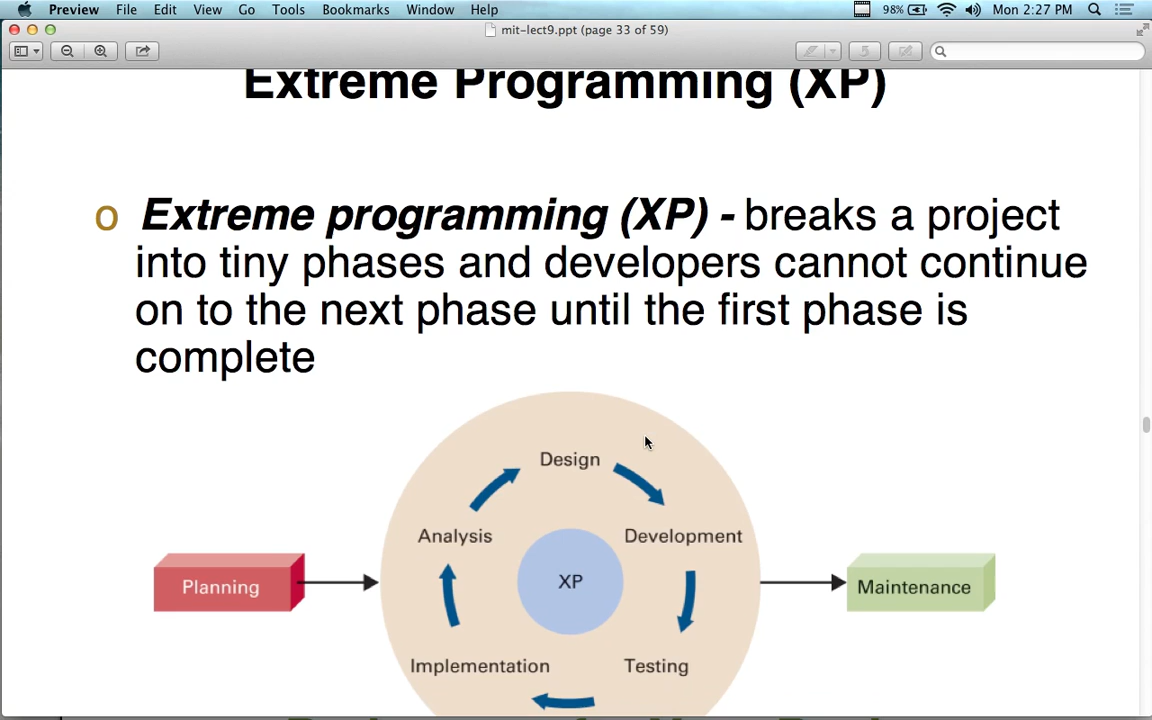 Preview File Edit View Go Tools Bookmarks Window Help 98% Mon 2:27 PM
mit-lect9.ppt (page 33 of 59)
Extreme Programming (XP)
o Extreme programming (XP) - breaks a project
into tiny phases and developers cannot continue
on to the next phase until the first phase is
complete
Design
Analysis Development
Planning XP Maintenance
Implementation Testing